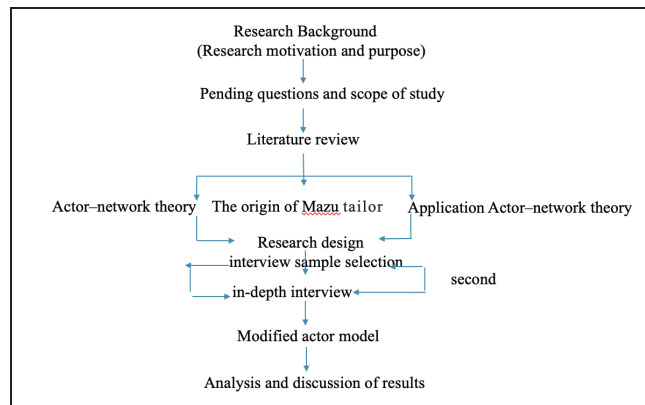 Research Background
(Research motivation and purpose)
Pending questions and scope of study
Literature review
Actor–network theory
The origin of Mazu tailor
Application Actor–network theory
Research design
interview sample selection
second
in-depth interview
Modified actor model
Analysis and discussion of results